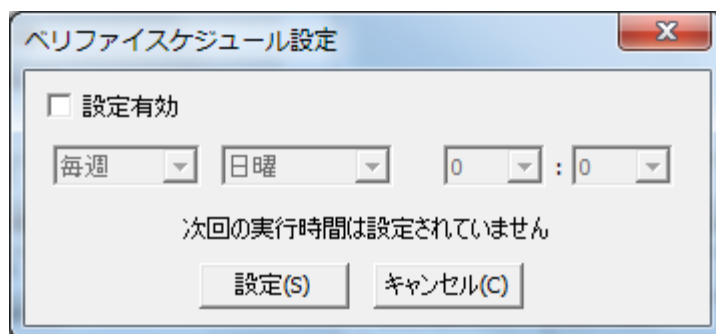 ベリファイスケジュール設定
設定有効
毎週 日曜 0 : 0
次回の実行時間は設定されていません
設定(S) キャンセル(C)